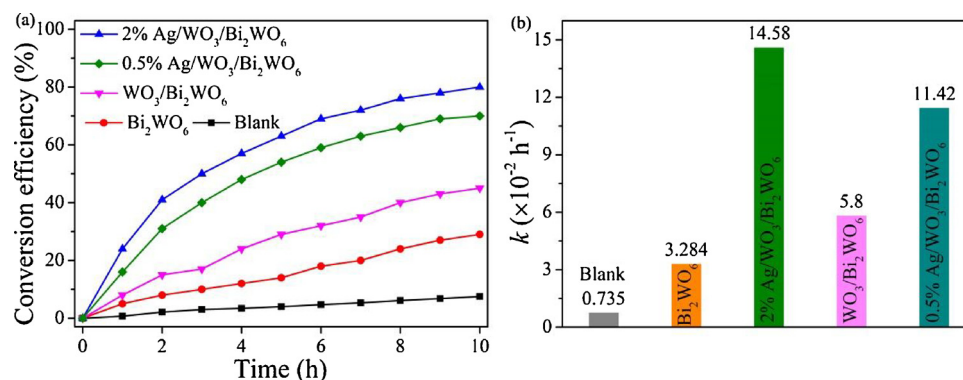 (a)
100
80
60
40
20
0
Conversion efficiency (%)
2% Ag/WO₃/Bi₂WO₆
0.5% Ag/WO₃/Bi₂WO₆
WO₃/Bi₂WO₆
Bi₂WO₆
Blank
0 2 4 6 8 10
Time (h)
(b)
15
12
9
6
3
0
k (×10⁻² h⁻¹)
Blank
0.735
3.284
Bi₂WO₆
14.58
2% Ag/WO₃/Bi₂WO₆
5.8
WO₃/Bi₂WO₆
11.42
0.5% Ag/WO₃/Bi₂WO₆